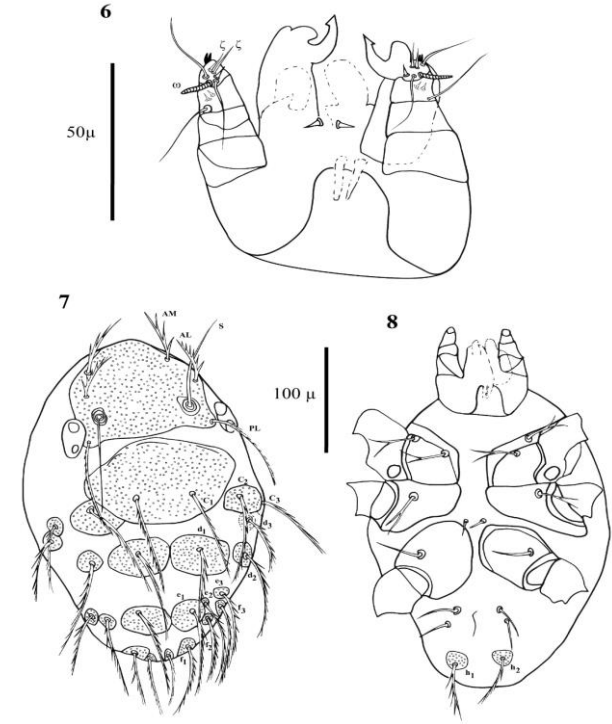 6
ζ ζ
ω
50μ
7
AM
AL
S
8
100 μ
PL
C₂
C₁
C₃
d₃
d₁
d₂
e₃
e₁
e₂
f₃
f₂
f₁
h₁
h₂